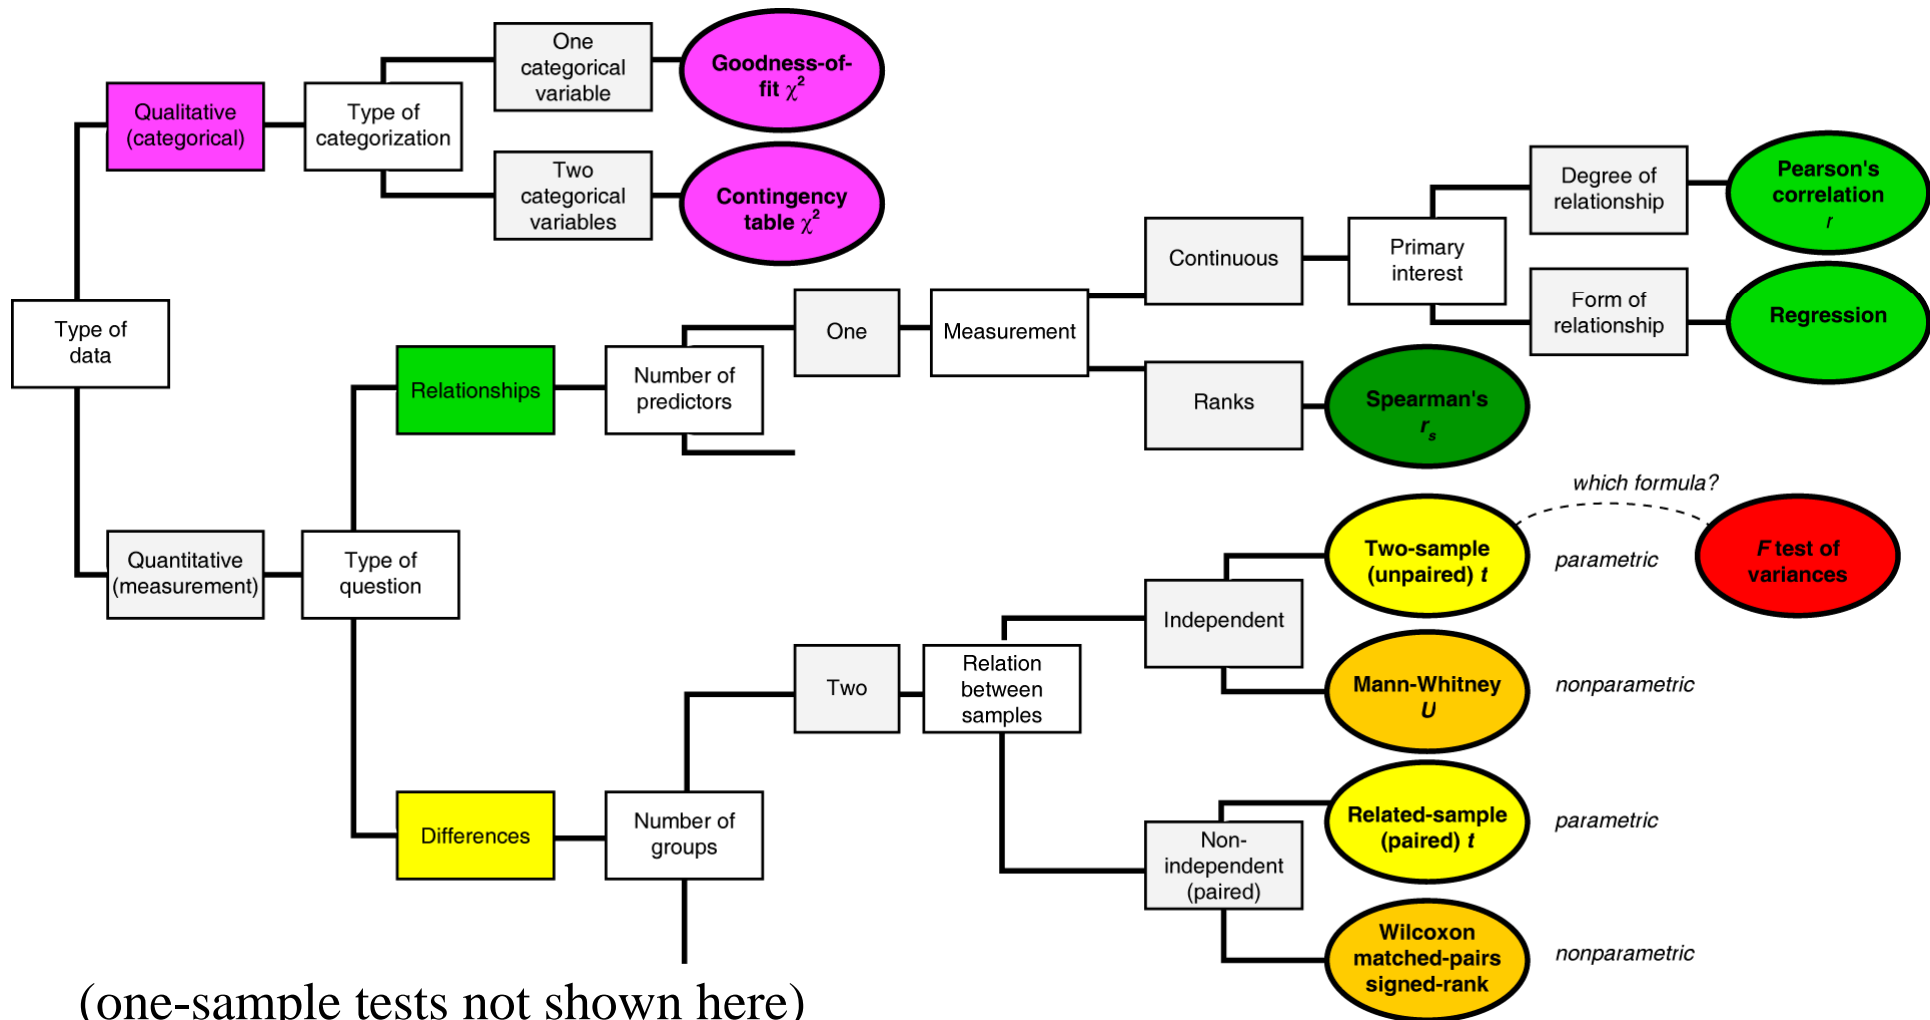 One
categorical
variable
Goodness-of-
fit χ²
Qualitative
(categorical)
Type of
categorization
Two
categorical
variables
Contingency
table χ²
Degree of
relationship
Pearson's
correlation
r
Continuous
Primary
interest
Form of
relationship
Regression
Type of
data
One
Measurement
Relationships
Number of
predictors
Ranks
Spearman's
rs
which formula?
Quantitative
(measurement)
Type of
question
Two-sample
(unpaired) t
parametric
F test of
variances
Independent
Two
Relation
between
samples
Mann-Whitney
U
nonparametric
Differences
Number of
groups
Related-sample
(paired) t
parametric
Non-
independent
(paired)
Wilcoxon
matched-pairs
signed-rank
nonparametric
(one-sample tests not shown here)